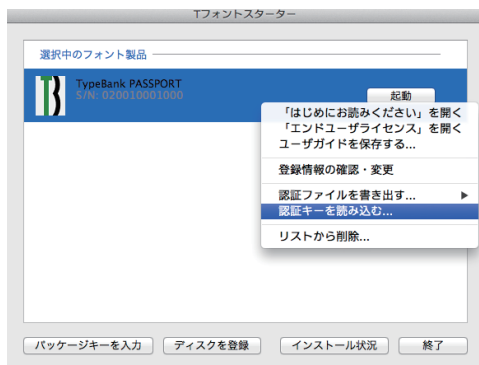 Tフォントスターター
選択中のフォント製品
TypeBank PASSPORT
S/N: 020010001000
起動
「はじめにお読みください」を開く
「エンドユーザライセンス」を開く
ユーザガイドを保存する...
登録情報の確認・変更
認証ファイルを書き出す...
認証キーを読み込む...
リストから削除...
パッケージキーを入力
ディスクを登録
インストール状況
終了